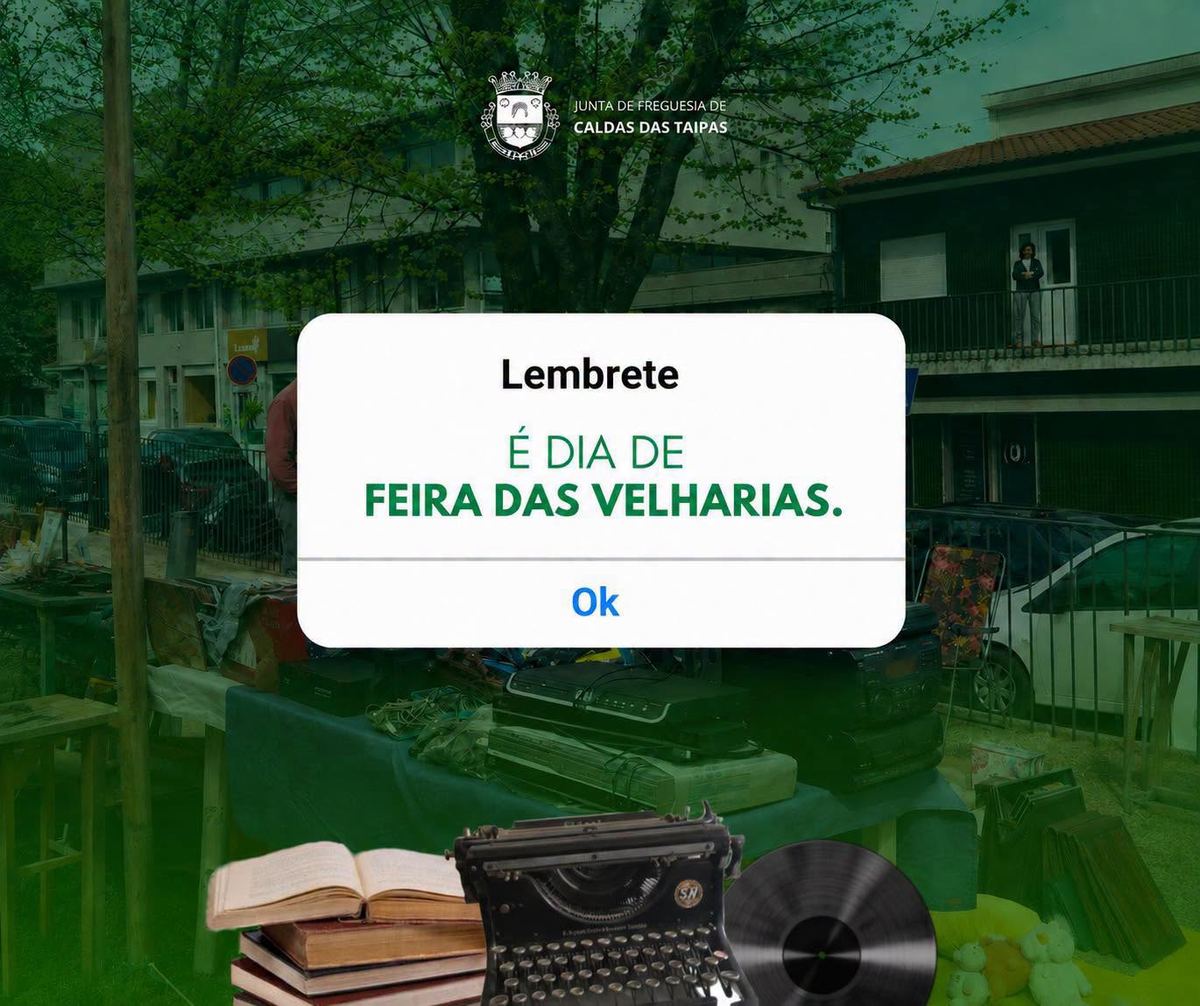 JUNTA DE FREGUESIA DE
CALDAS DAS TAIPAS
Lembrete
É DIA DE
FEIRA DAS VELHARIAS.
Ok